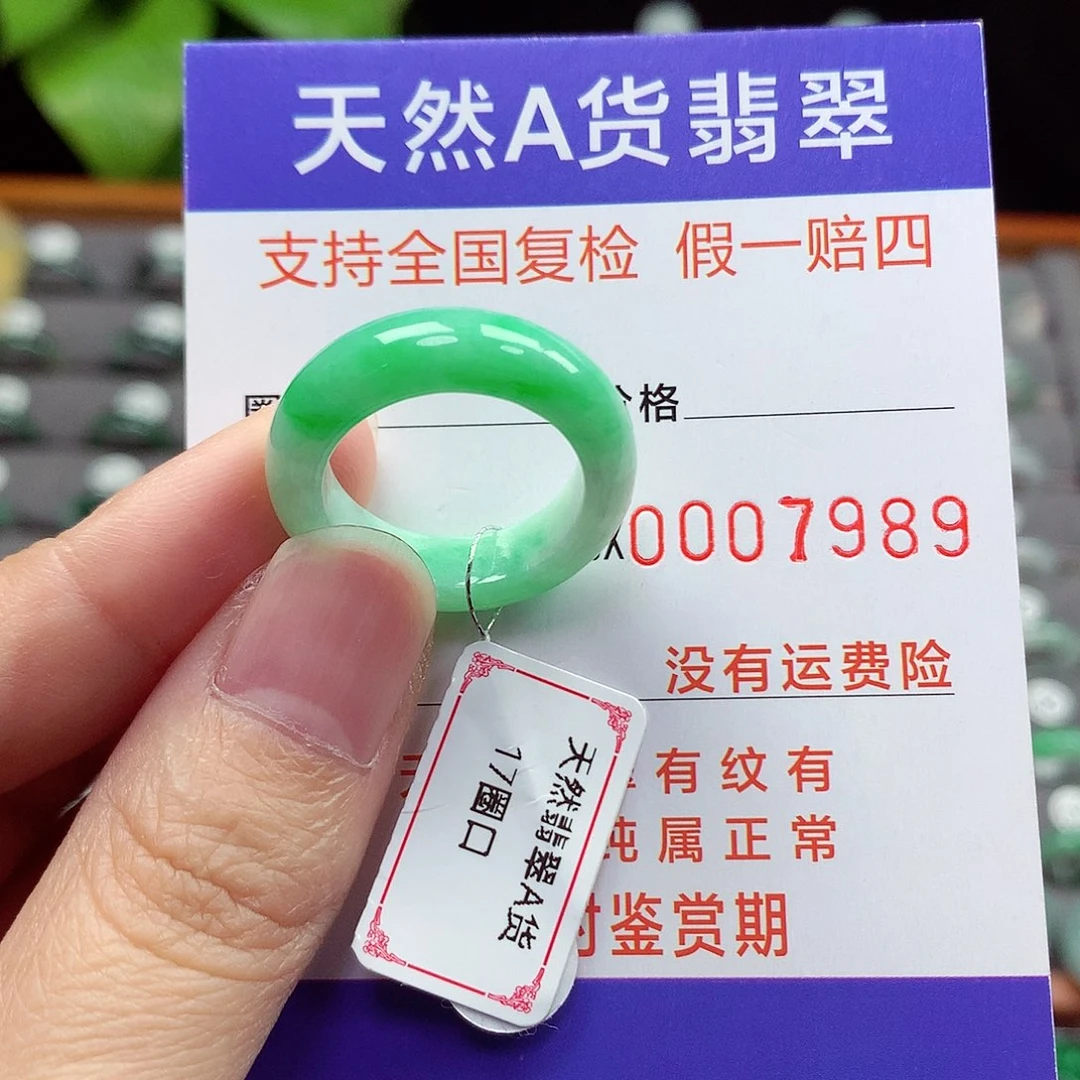 天然A货翡翠
支持全国复检 假一赔四
格
0007989
没有运费险
有纹有
纯属正常
时鉴赏期
天然翡翠A货
17圈口